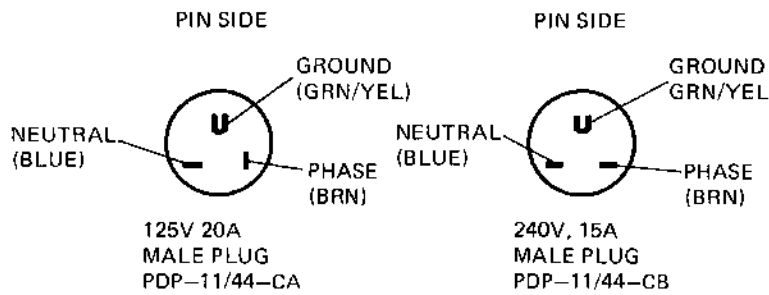 PIN SIDE
GROUND
(GRN/YEL)
NEUTRAL
(BLUE)
PHASE
(BRN)
125V 20A
MALE PLUG
PDP-11/44-CA
PIN SIDE
GROUND
GRN/YEL
NEUTRAL
(BLUE)
PHASE
(BRN)
240V, 15A
MALE PLUG
PDP-11/44-CB